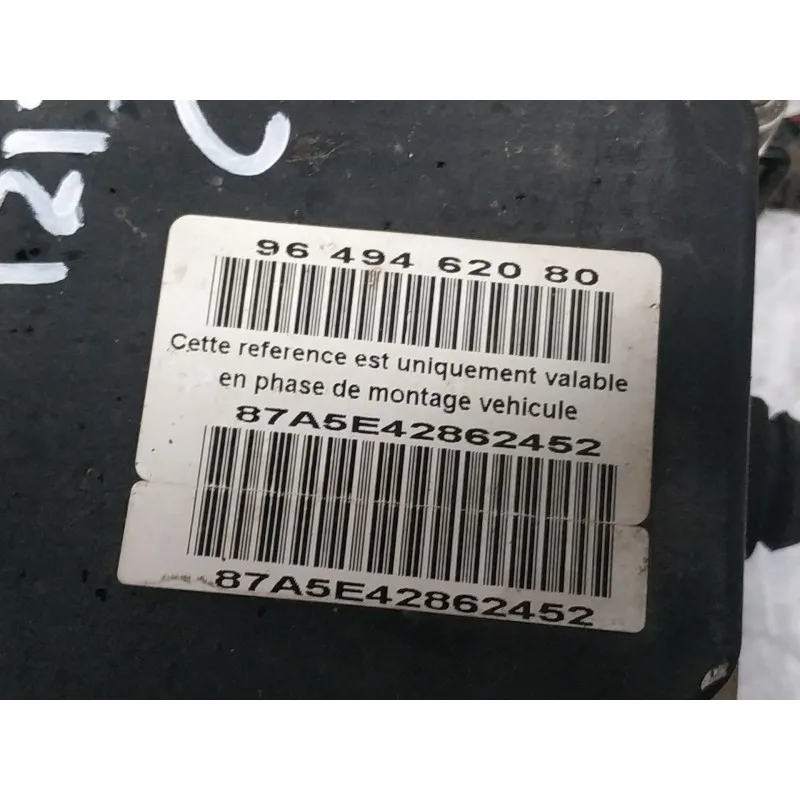 96 494 620 80
Cette reference est uniquement valable
en phase de montage vehicule
87A5E42862452
87A5E42862452